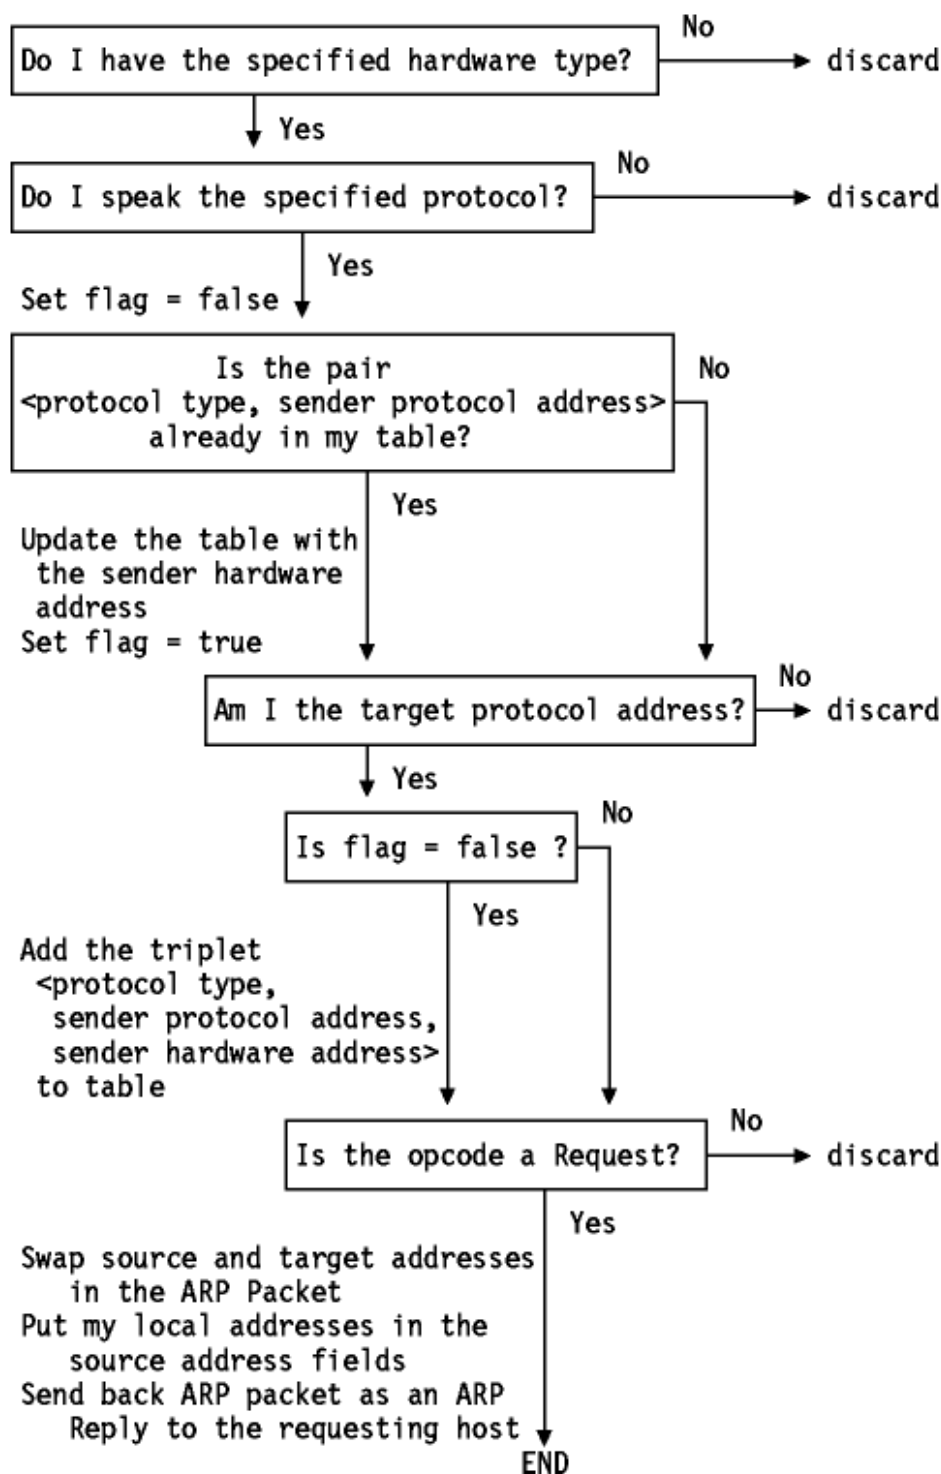 No
Do I have the specified hardware type?
discard
Yes
No
Do I speak the specified protocol?
discard
Yes
Set flag = false
Is the pair
<protocol type, sender protocol address>
already in my table?
No
Yes
Update the table with
the sender hardware
address
Set flag = true
No
Am I the target protocol address?
discard
Yes
No
Is flag = false ?
Yes
Add the triplet
<protocol type,
sender protocol address,
sender hardware address>
to table
No
Is the opcode a Request?
discard
Yes
Swap source and target addresses
in the ARP Packet
Put my local addresses in the
source address fields
Send back ARP packet as an ARP
Reply to the requesting host
END